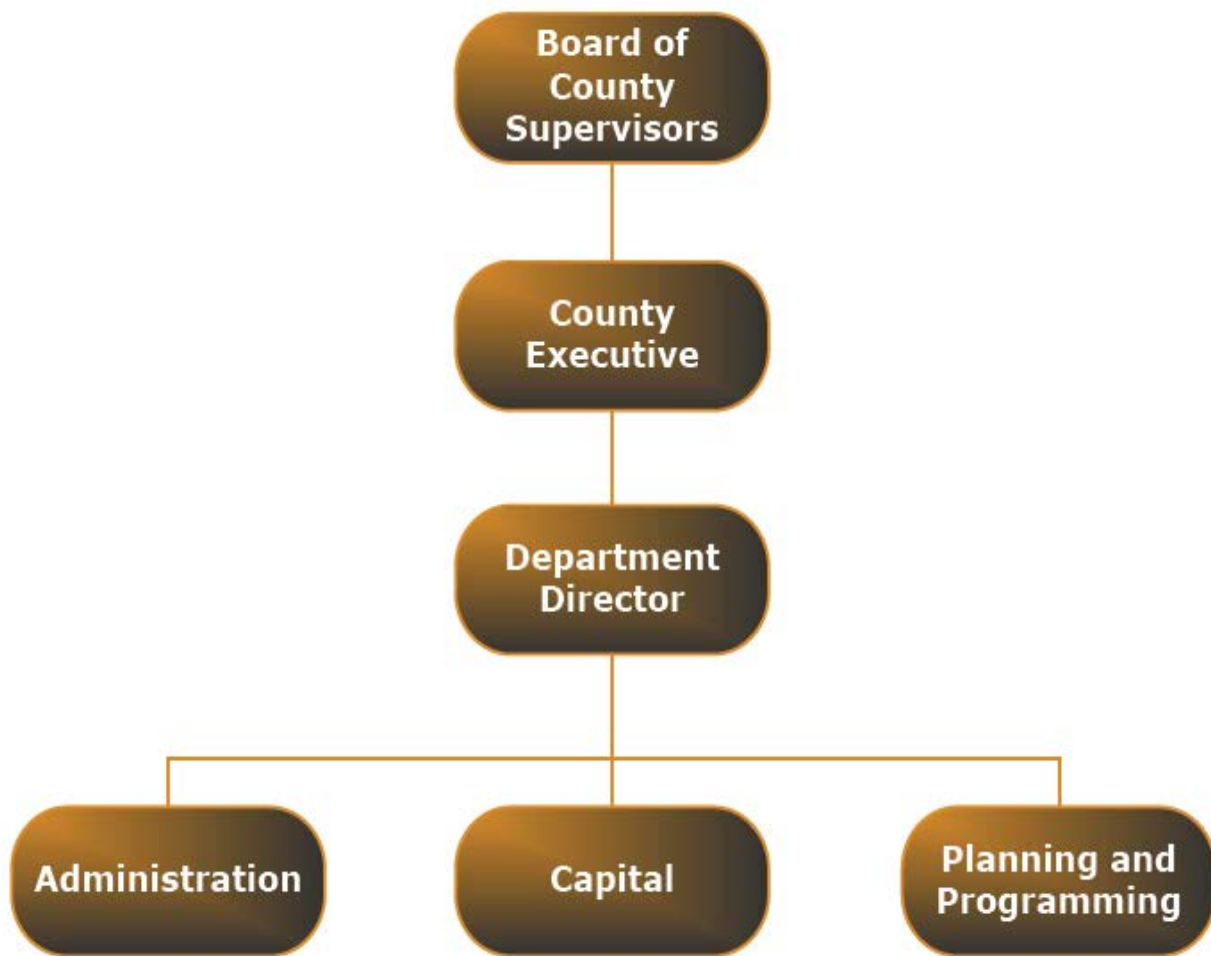 Board of
County
Supervisors
County
Executive
Department
Director
Administration
Capital
Planning and
Programming